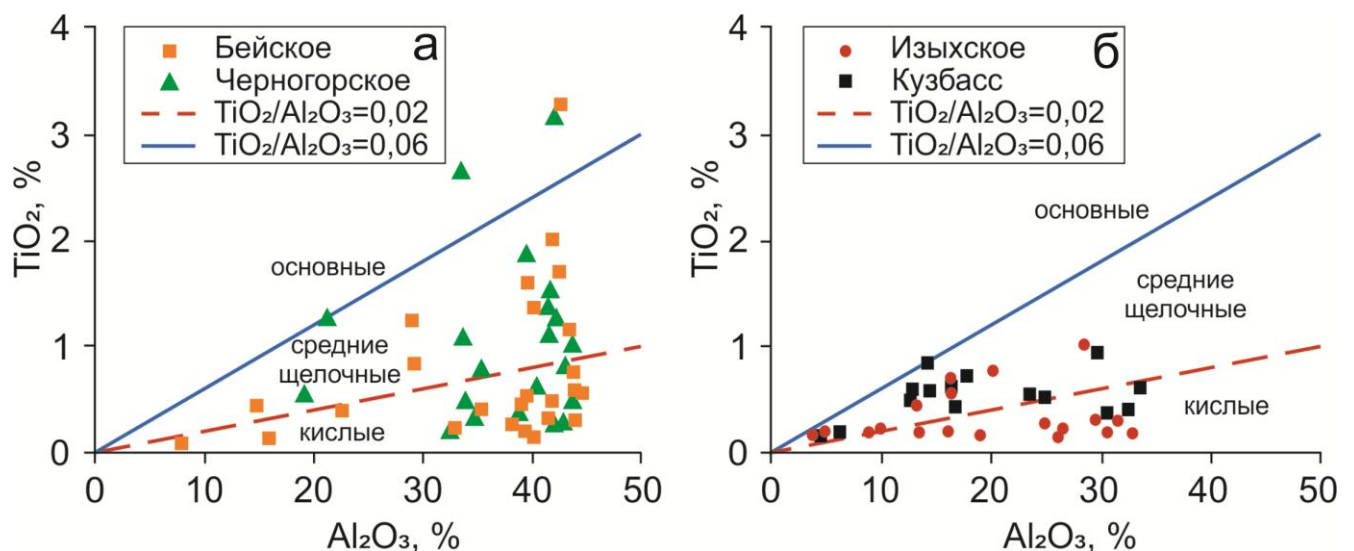 4
3
2
1
0
TiO₂, %
Бейское
Черногорское
TiO₂/Al₂O₃=0,02
TiO₂/Al₂O₃=0,06
а
основные
средние
щелочные
кислые
0 10 20 30 40 50
Al₂O₃, %
4
3
2
1
0
TiO₂, %
Изыхское
Кузбасс
TiO₂/Al₂O₃=0,02
TiO₂/Al₂O₃=0,06
б
основные
средние
щелочные
кислые
0 10 20 30 40 50
Al₂O₃, %